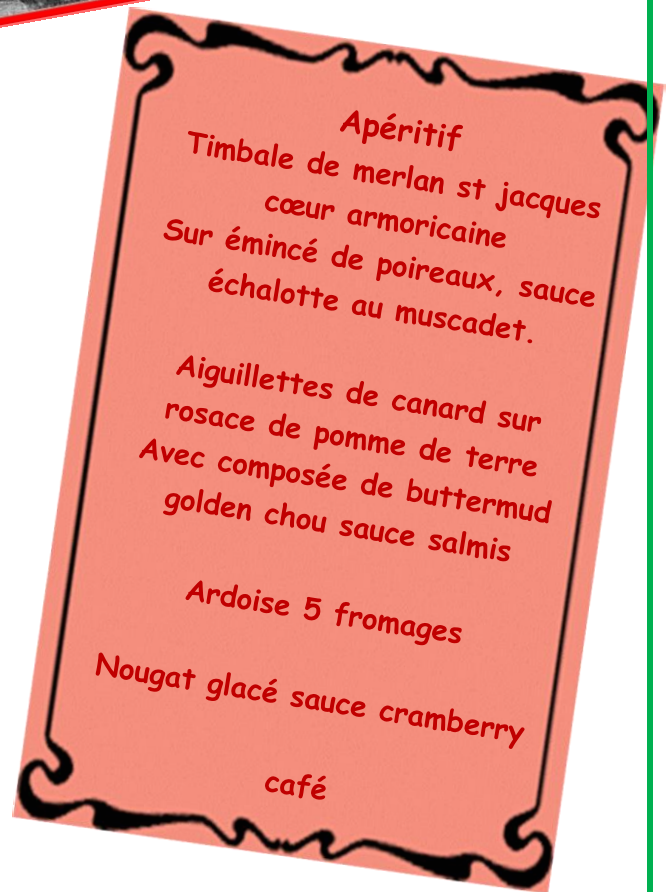 Apéritif
Timbale de merlan st jacques
cœur armoricaine
Sur émincé de poireaux, sauce
échalotte au muscadet.
Aiguillettes de canard sur
rosace de pomme de terre
Avec composée de buttermud
golden chou sauce salmis
Ardoise 5 fromages
Nougat glacé sauce cramberry
café